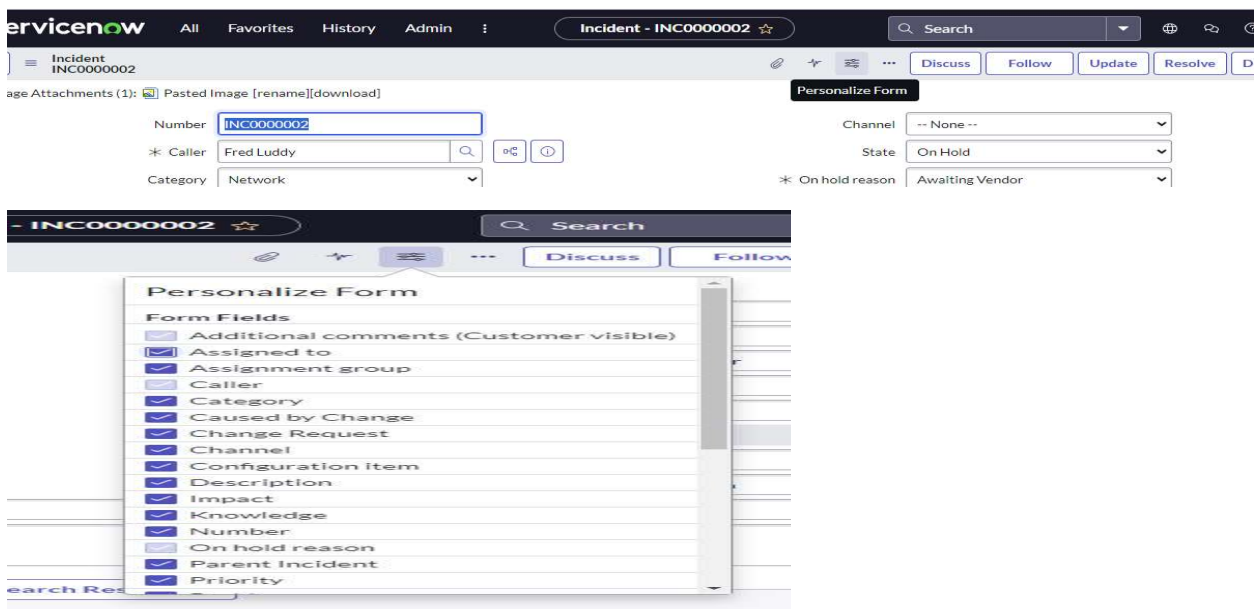 ervicenow All Favorites History Admin Incident - INC0000002 Search
Incident
INC0000002
Discuss Follow Update Resolve D
age Attachments (1): Pasted Image [rename][download]
Personalize Form
Number INC0000002
Channel -- None --
* Caller Fred Luddy
State On Hold
Category Network
* On hold reason Awaiting Vendor
- INC0000002 Search
Discuss Follow
Personalize Form
Form Fields
Additional comments (Customer visible)
Assigned to
Assignment group
Caller
Category
Caused by Change
Change Request
Channel
Configuration item
Description
Impact
Knowledge
Number
On hold reason
Parent Incident
Priority
earch Res